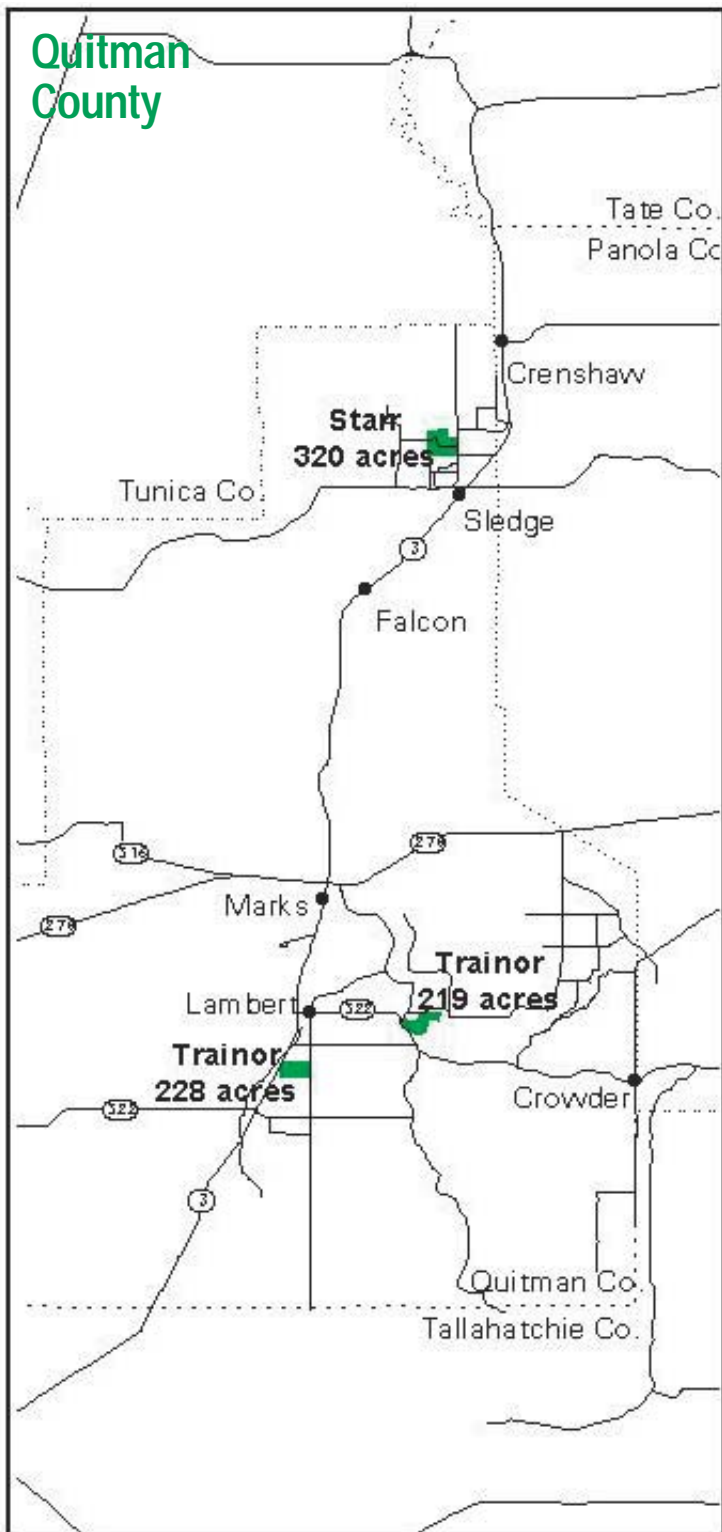 Quitman
County
Tate Co.
Panola Co
Crenshaw
Starr
320 acres
Tunica Co.
Sledge
3
Falcon
316
278
Marks
278
Trainor
219 acres
Lambert
322
Trainor
228 acres
Crowder
322
3
Quitman Co.
Tallahatchie Co.